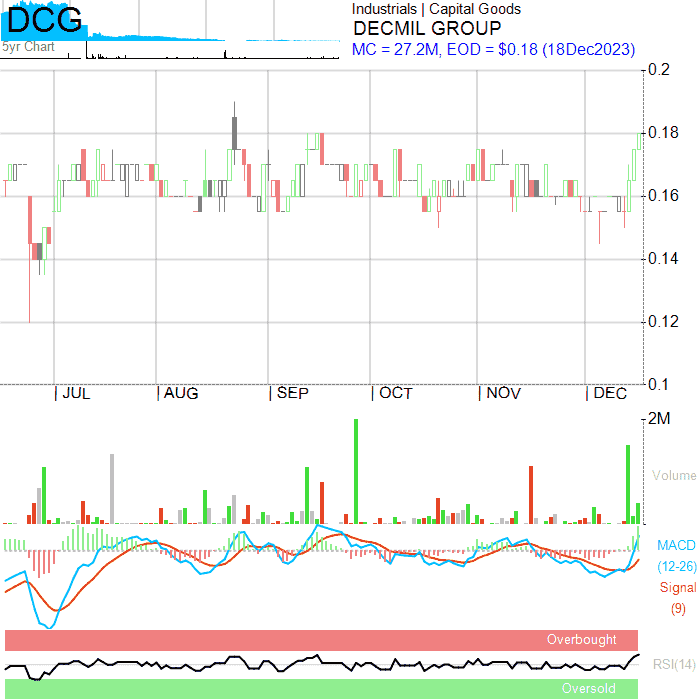 DCG
5yr Chart
Industrials | Capital Goods
DECMIL GROUP
MC = 27.2M, EOD = $0.18 (18Dec2023)
0.2
0.18
0.16
0.14
0.12
0.1
JUL AUG SEP OCT NOV DEC
2M
Volume
MACD
(12-26)
Signal
(9)
Overbought
RSI(14)
Oversold